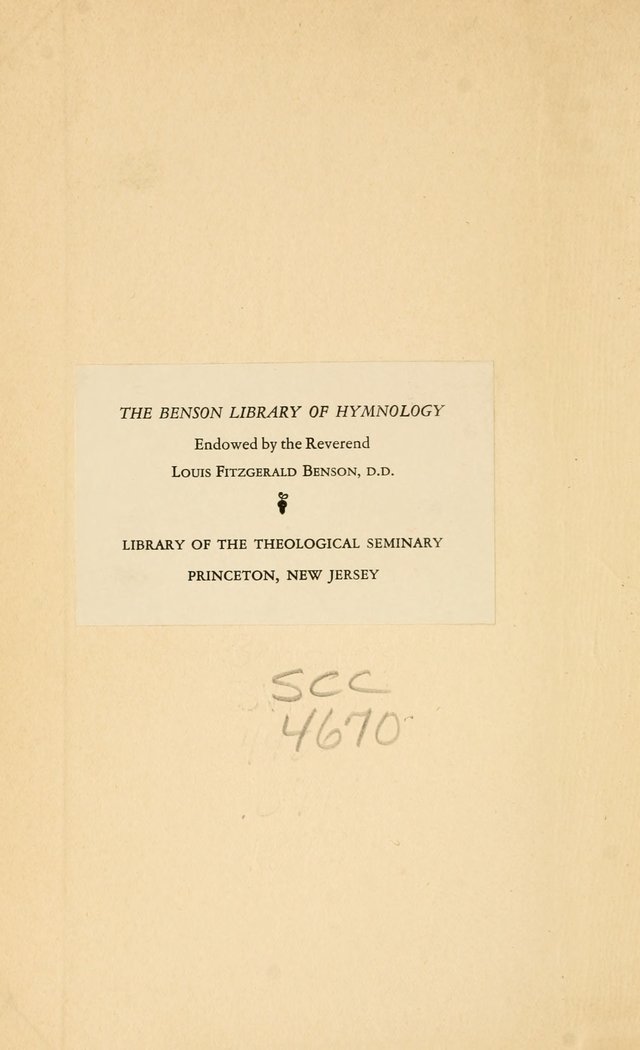 THE BENSON LIBRARY OF HYMNOLOGY
Endowed by the Reverend
LOUIS FITZGERALD BENSON, D.D.
LIBRARY OF THE THEOLOGICAL SEMINARY
PRINCETON, NEW JERSEY
SCC
4670